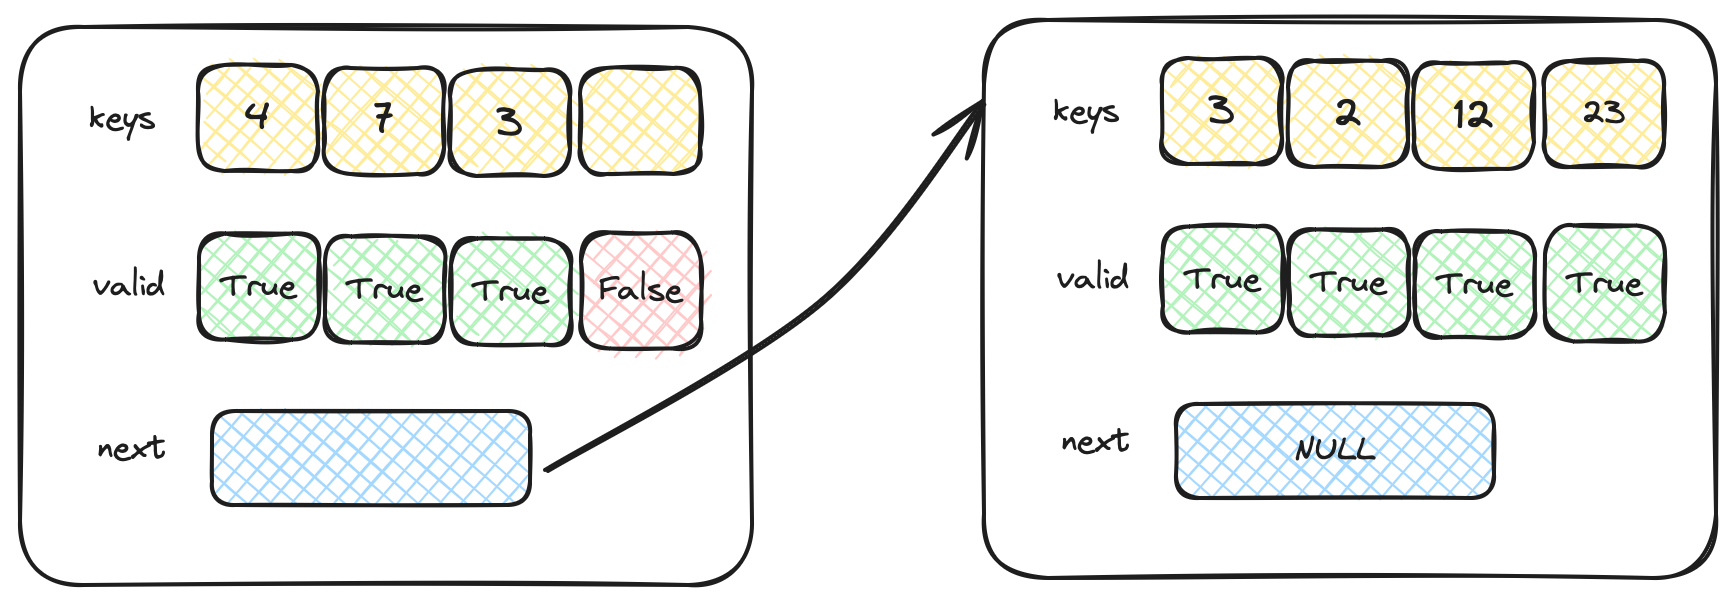 keys 4 7 3
valid True True True False
next
keys 3 2 12 23
valid True True True True
next NULL